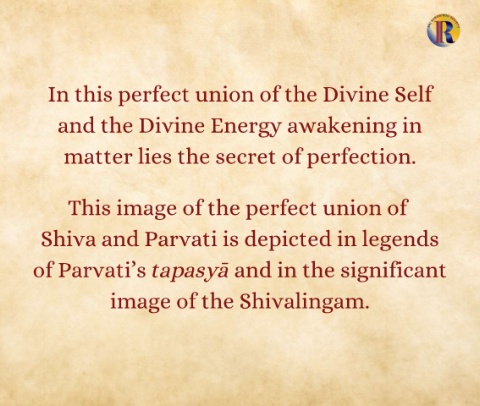 In this perfect union of the Divine Self
and the Divine Energy awakening in
matter lies the secret of perfection.
This image of the perfect union of
Shiva and Parvati is depicted in legends
of Parvati’s tapasyā and in the significant
image of the Shivalingam.